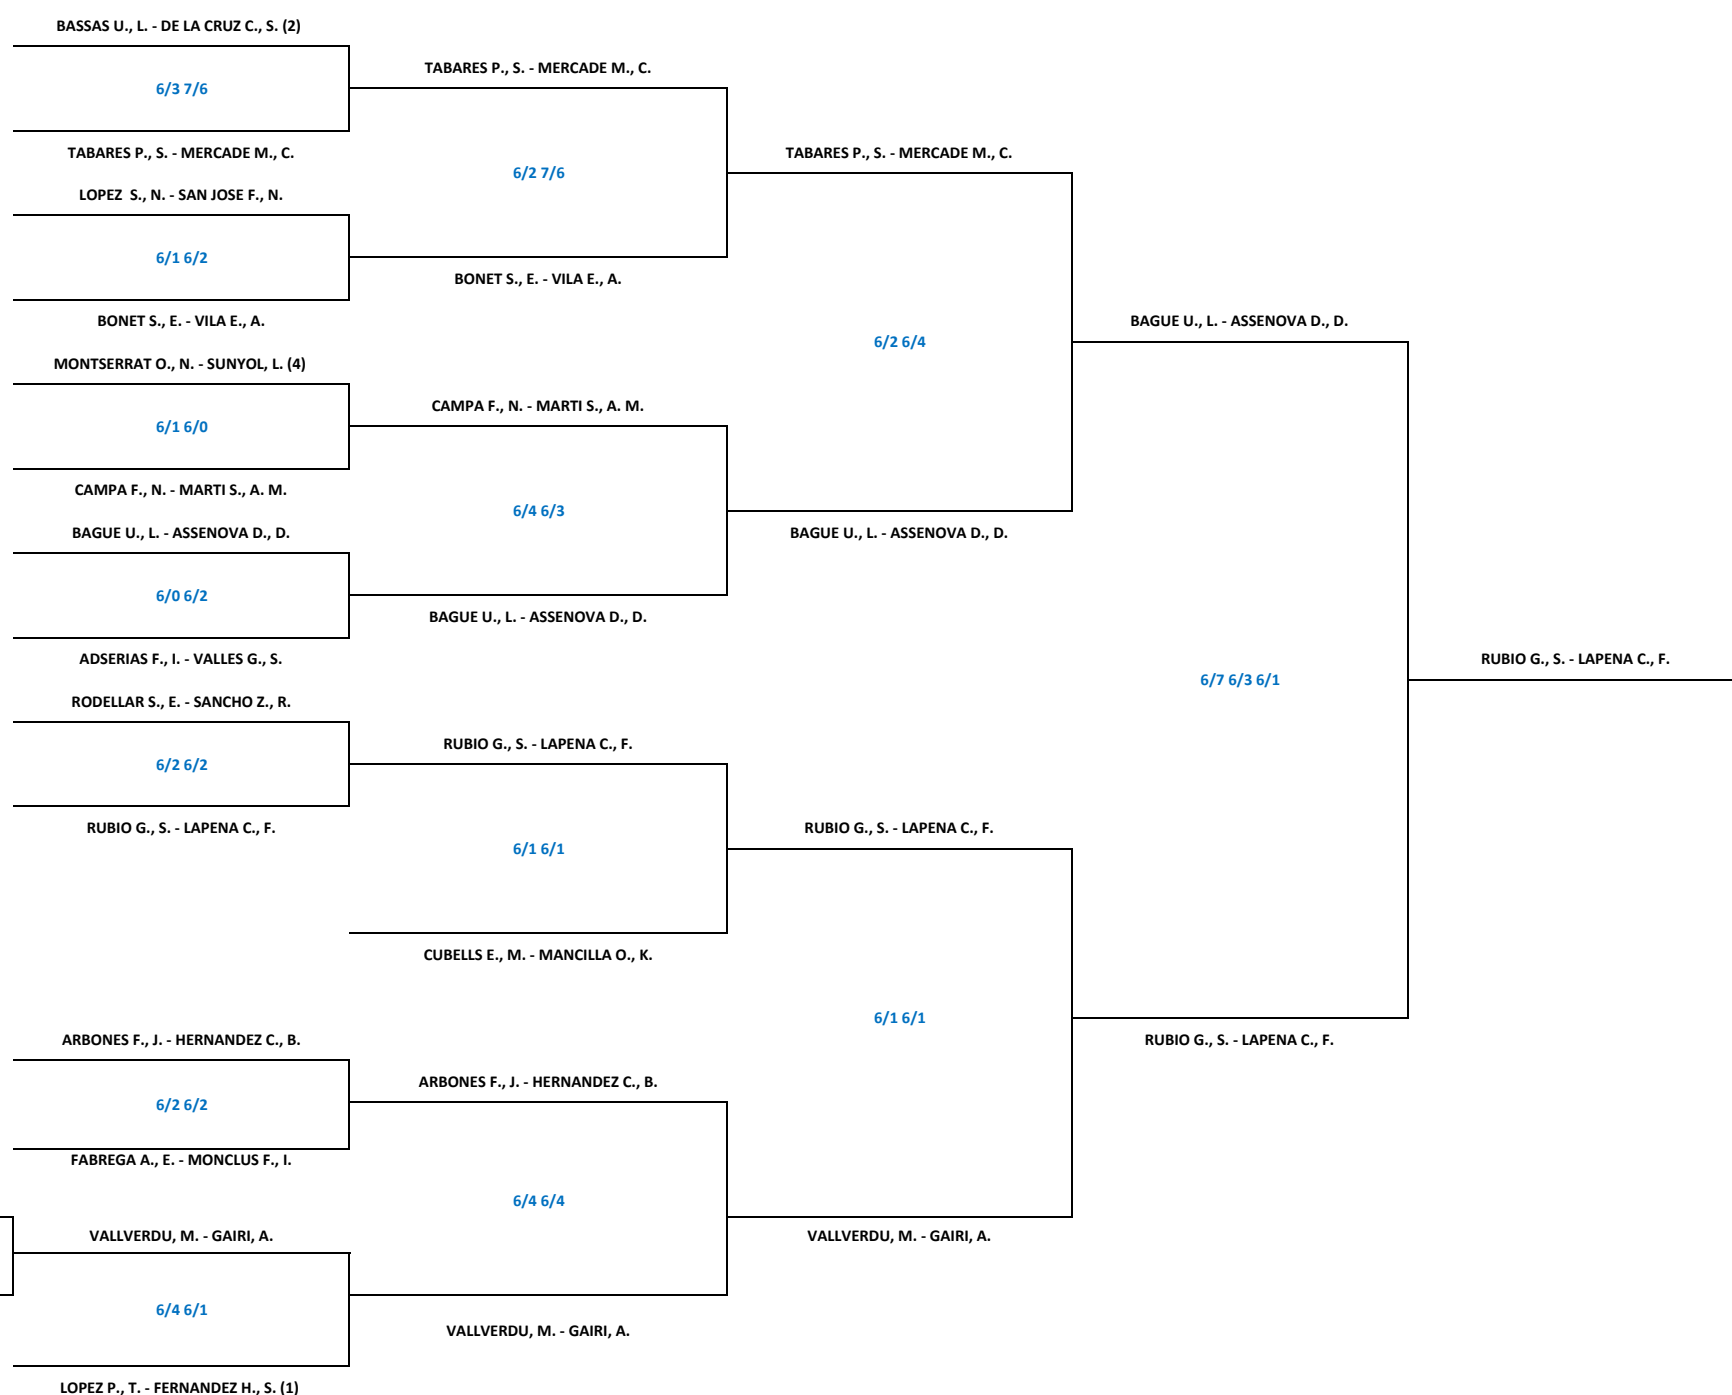 BASSAS U., L. - DE LA CRUZ C., S. (2)
TABARES P., S. - MERCADE M., C.
6/3 7/6
TABARES P., S. - MERCADE M., C.
TABARES P., S. - MERCADE M., C.
6/2 7/6
LOPEZ  S., N. - SAN JOSE F., N.
6/1 6/2
BONET S., E. - VILA E., A.
BONET S., E. - VILA E., A.
BAGUE U., L. - ASSENOVA D., D.
6/2 6/4
MONTSERRAT O., N. - SUNYOL, L. (4)
CAMPA F., N. - MARTI S., A. M.
6/1 6/0
CAMPA F., N. - MARTI S., A. M.
6/4 6/3
BAGUE U., L. - ASSENOVA D., D.
BAGUE U., L. - ASSENOVA D., D.
6/0 6/2
BAGUE U., L. - ASSENOVA D., D.
ADSERIAS F., I. - VALLES G., S.
RUBIO G., S. - LAPENA C., F.
6/7 6/3 6/1
RODELLAR S., E. - SANCHO Z., R.
RUBIO G., S. - LAPENA C., F.
6/2 6/2
RUBIO G., S. - LAPENA C., F.
RUBIO G., S. - LAPENA C., F.
6/1 6/1
CUBELLS E., M. - MANCILLA O., K.
6/1 6/1
ARBONES F., J. - HERNANDEZ C., B.
RUBIO G., S. - LAPENA C., F.
ARBONES F., J. - HERNANDEZ C., B.
6/2 6/2
FABREGA A., E. - MONCLUS F., I.
6/4 6/4
VALLVERDU, M. - GAIRI, A.
VALLVERDU, M. - GAIRI, A.
6/4 6/1
VALLVERDU, M. - GAIRI, A.
LOPEZ P., T. - FERNANDEZ H., S. (1)